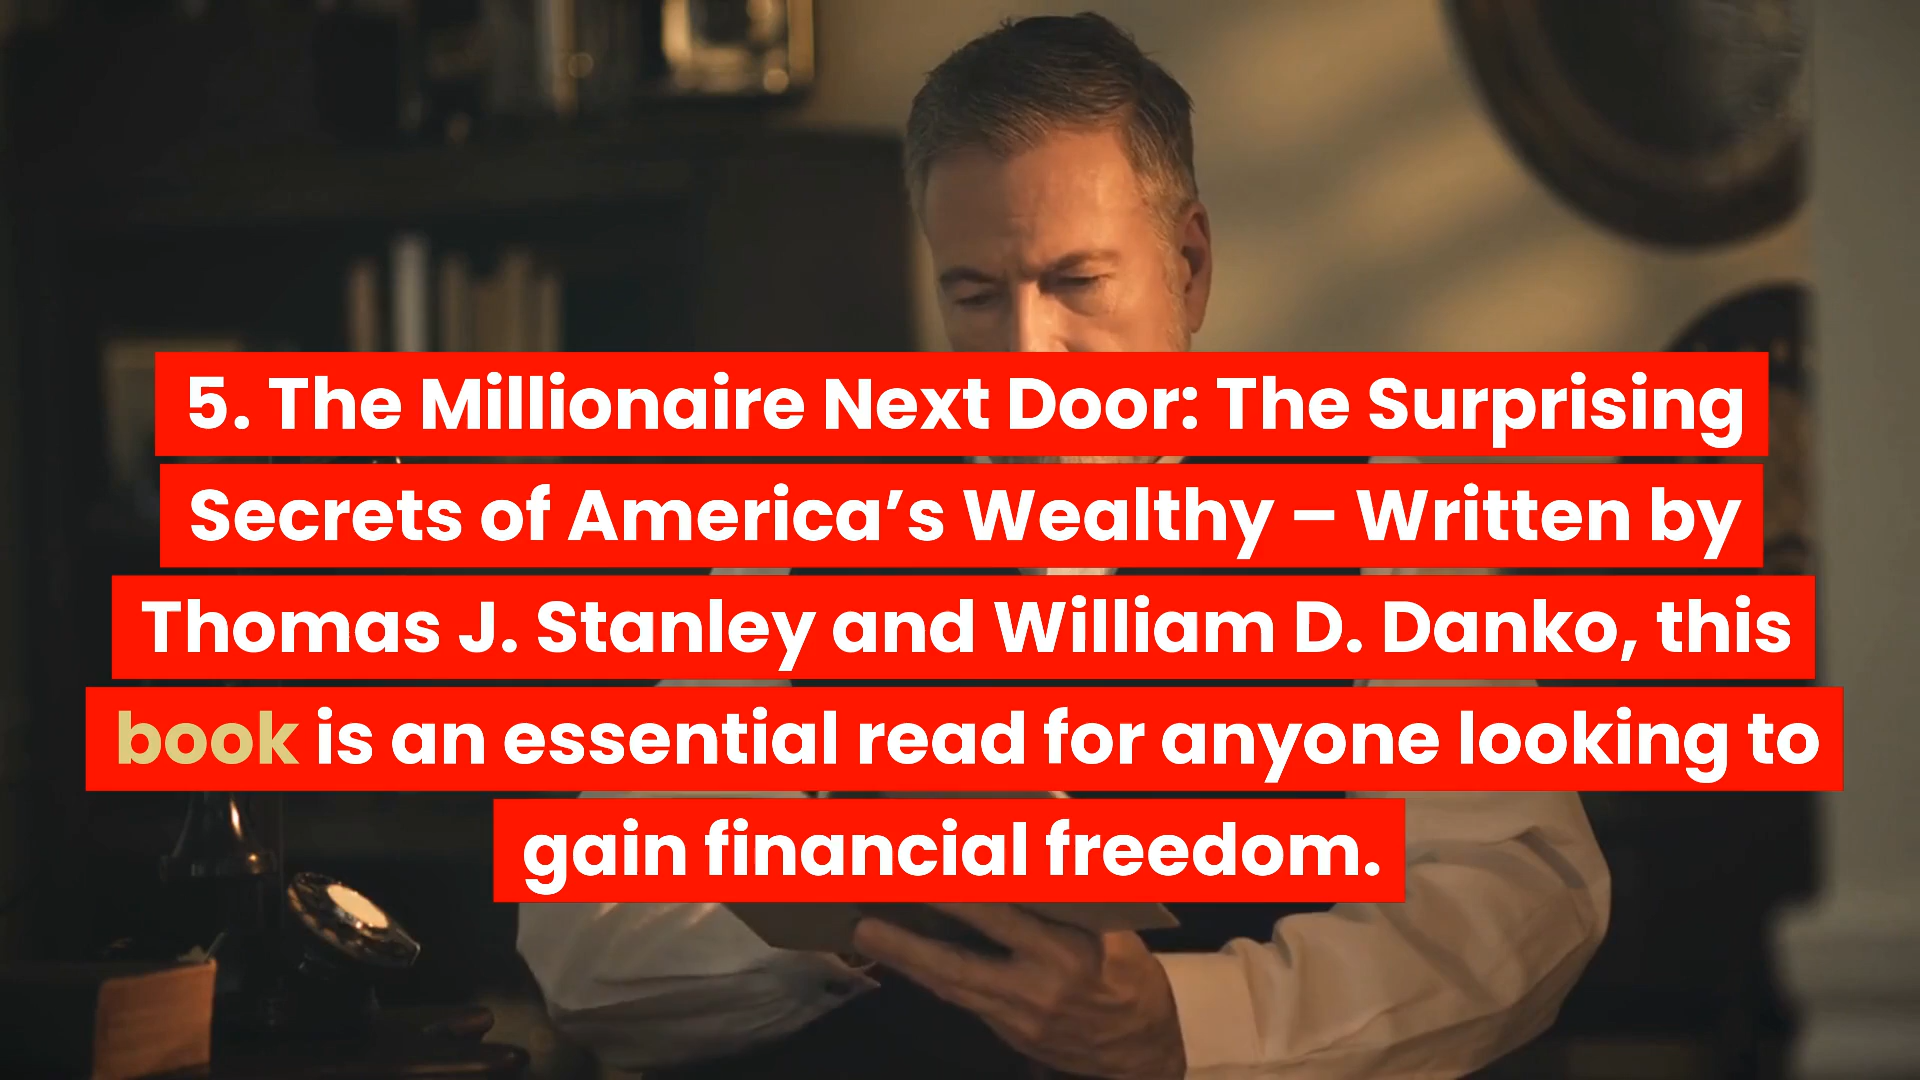 5. The Millionaire Next Door: The Surprising
Secrets of America’s Wealthy – Written by
Thomas J. Stanley and William D. Danko, this
book is an essential read for anyone looking to
gain financial freedom.